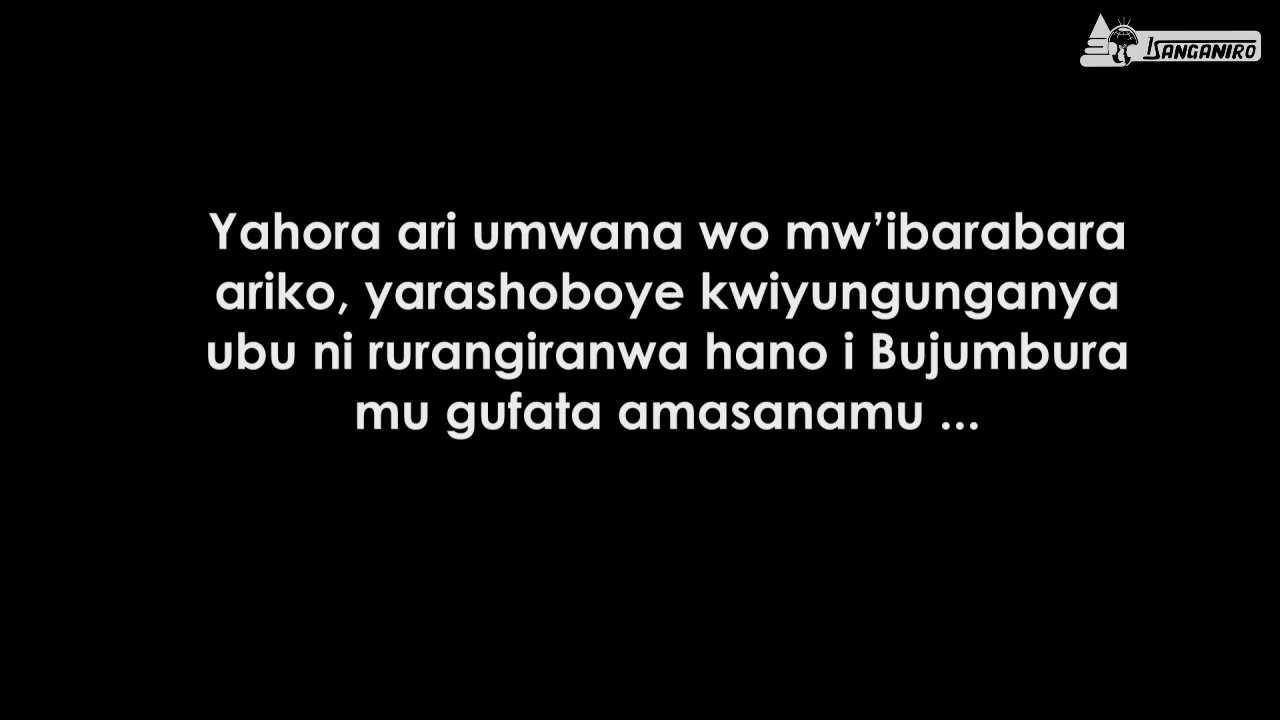 ISANGANIRO
Yahora ari umwana wo mw’ibarabara
ariko, yarashoboye kwiyungunganya
ubu ni rurangiranwa hano i Bujumbura
mu gufata amasanamu ...